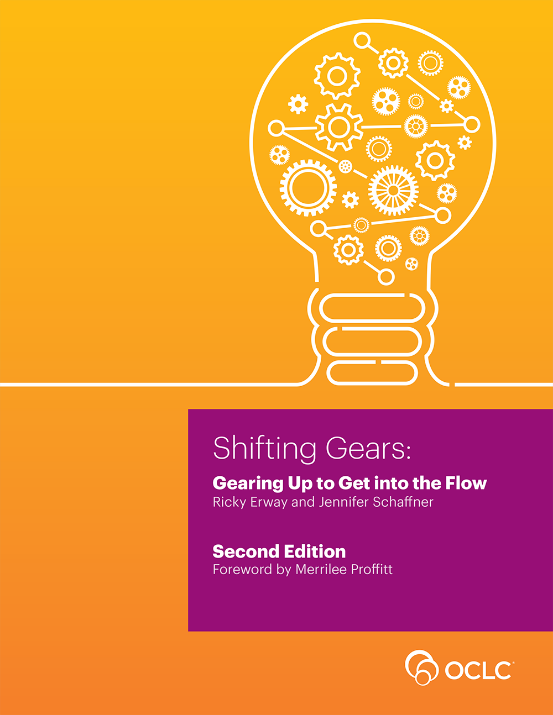 Shifting Gears:
Gearing Up to Get into the Flow
Ricky Erway and Jennifer Schaffner
Second Edition
Foreword by Merrilee Proffitt
OCLC